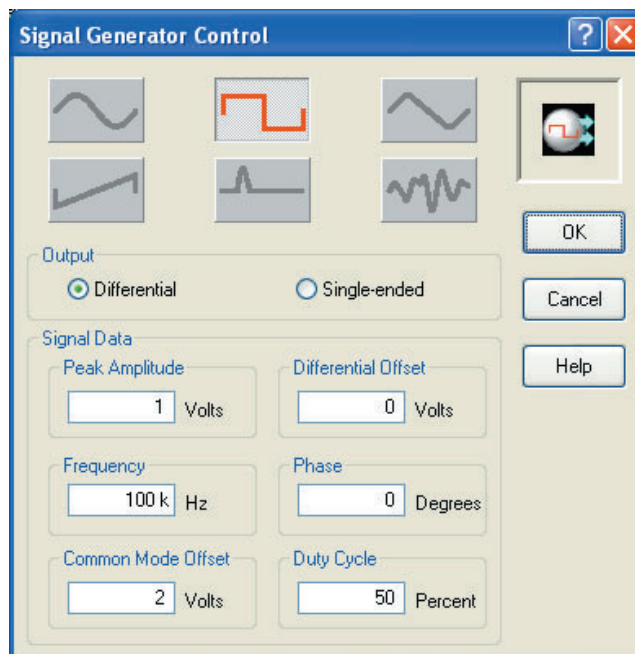 Signal Generator Control
OK
Output
Differential Single-ended
Cancel
Signal Data
Peak Amplitude Differential Offset
Help
1 Volts 0 Volts
Frequency Phase
100 k Hz 0 Degrees
Common Mode Offset Duty Cycle
2 Volts 50 Percent